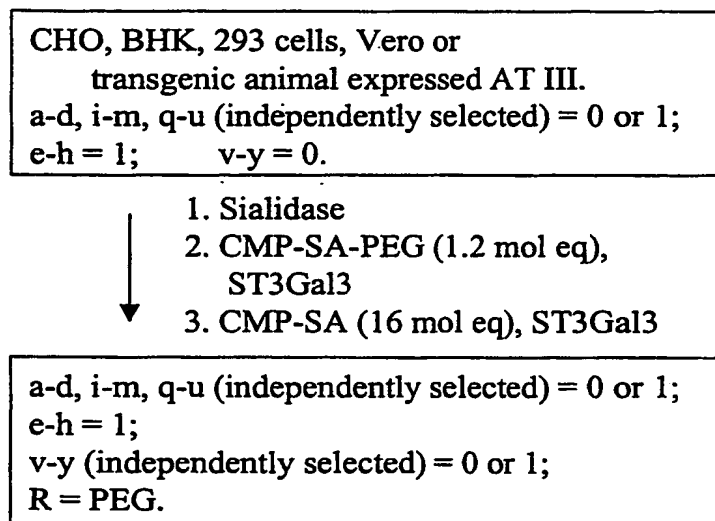 CHO, BHK, 293 cells, Vero or
transgenic animal expressed AT III.
a-d, i-m, q-u (independently selected) = 0 or 1;
e-h = 1; v-y = 0.
1. Sialidase
2. CMP-SA-PEG (1.2 mol eq),
ST3Gal3
3. CMP-SA (16 mol eq), ST3Gal3
a-d, i-m, q-u (independently selected) = 0 or 1;
e-h = 1;
v-y (independently selected) = 0 or 1;
R = PEG.